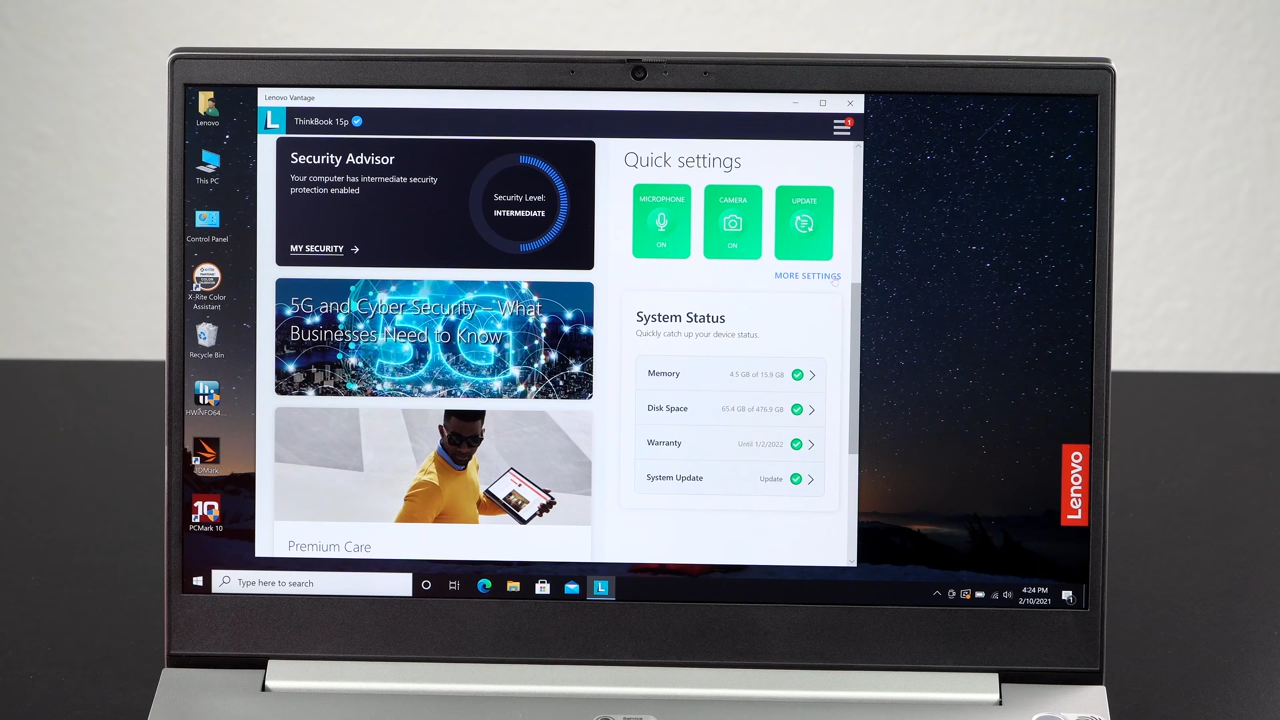 Lenovo Vantage
ThinkBook 15p
1
Security Advisor
Your computer has intermediate security
protection enabled
Security Level:
INTERMEDIATE
MY SECURITY
5G and Cyber Security – What
Businesses Need to Know
5G
Premium Care
Quick settings
MICROPHONE
ON
CAMERA
ON
UPDATE
MORE SETTINGS
System Status
Quickly catch up your device status.
Memory 4.5 GB of 15.9 GB
Disk Space 65.4 GB of 476.9 GB
Warranty Until 1/2/2022
System Update Update
Lenovo
This PC
Control Panel
X-Rite Color
Assistant
Recycle Bin
HWiNFO64...
3DMark
10
PCMark 10
Lenovo
Type here to search
L
L
4:24 PM
2/10/2021
1